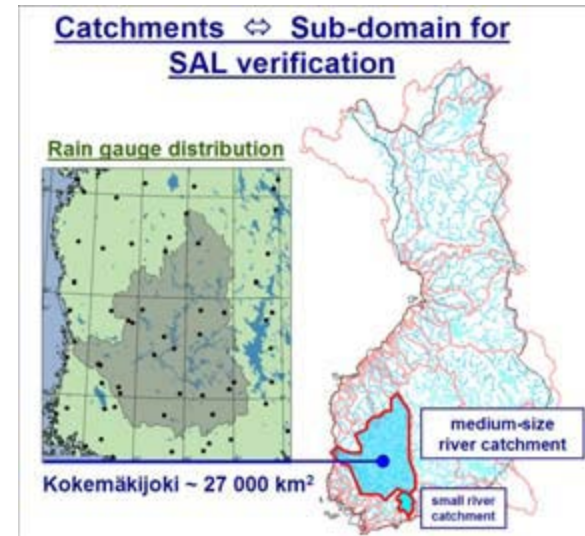 Catchments ⇔ Sub-domain for
SAL verification
Rain gauge distribution
medium-size
river catchment
Kokemäkijoki ~ 27 000 km²
small river
catchment